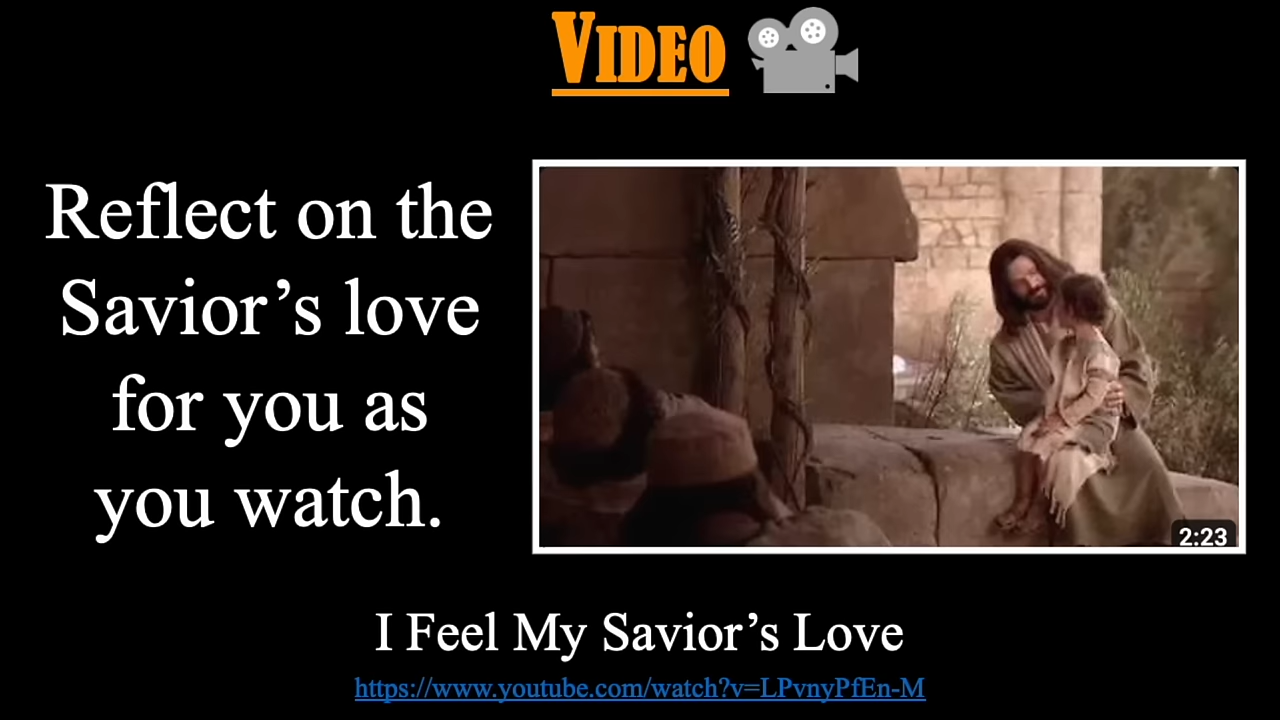 VIDEO
Reflect on the
Savior’s love
for you as
you watch.
2:23
I Feel My Savior’s Love
https://www.youtube.com/watch?v=LPvnyPfEn-M